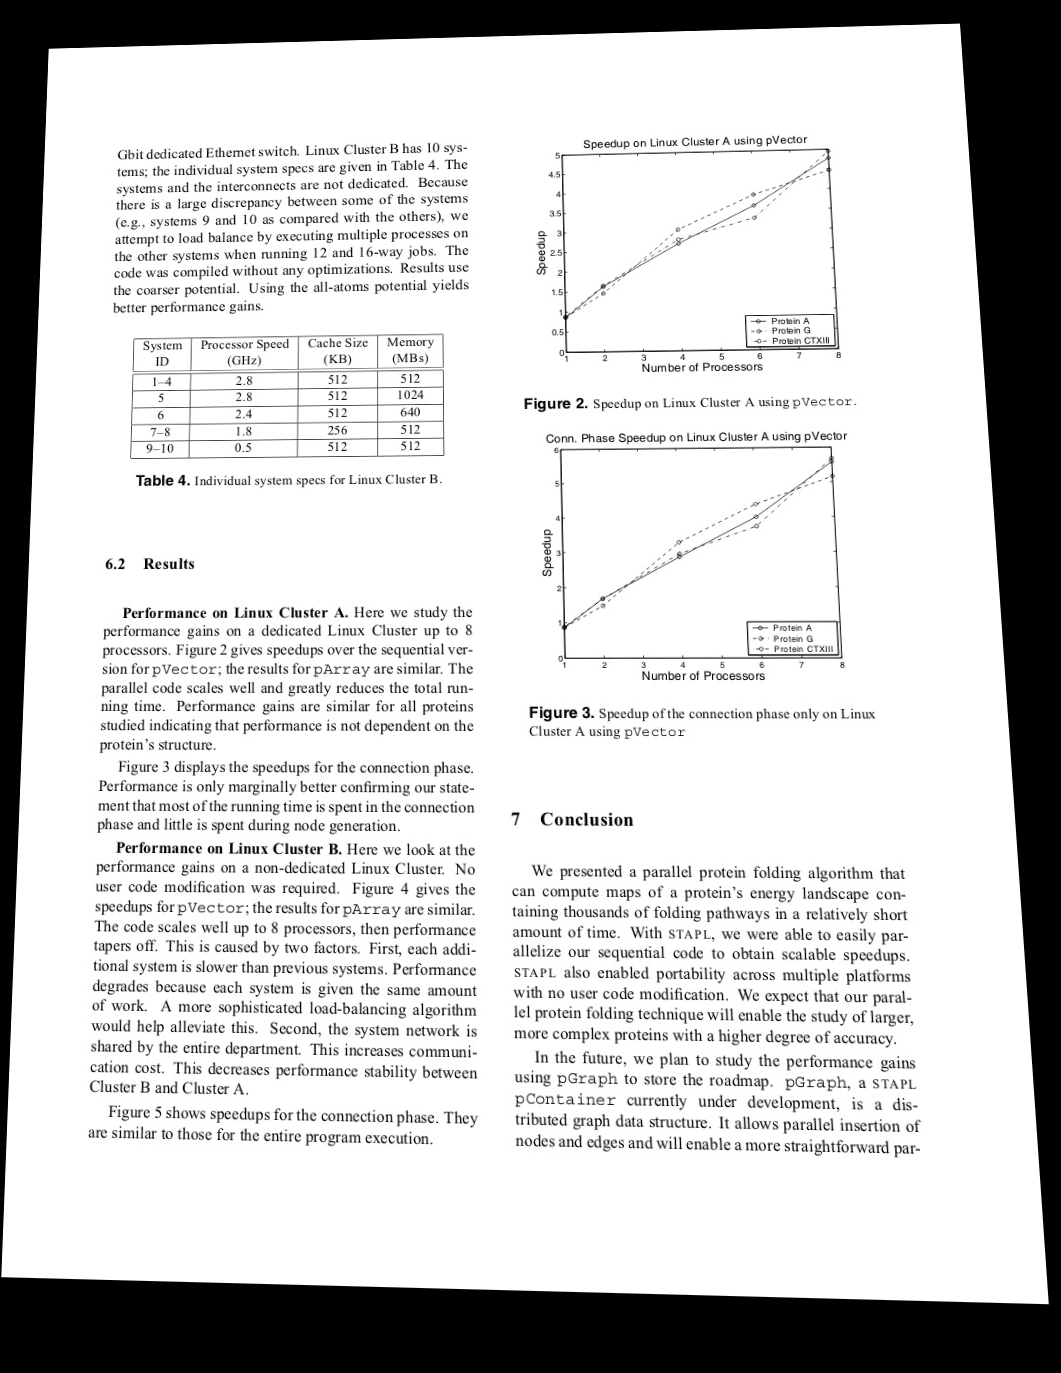 Gbit dedicated Ethernet switch. Linux Cluster B has 10 sys-
tems; the individual system specs are given in Table 4. The
systems and the interconnects are not dedicated. Because
there is a large discrepancy between some of the systems
(e.g., systems 9 and 10 as compared with the others), we
attempt to load balance by executing multiple processes on
the other systems when running 12 and 16-way jobs. The
code was compiled without any optimizations. Results use
the coarser potential. Using the all-atoms potential yields
better performance gains.
System Processor Speed Cache Size Memory
ID (GHz) (KB) (MBs)
1–4 2.8 512 512
5 2.8 512 1024
6 2.4 512 640
7–8 1.8 256 512
9–10 0.5 512 512
Table 4. Individual system specs for Linux Cluster B.
6.2 Results
Performance on Linux Cluster A. Here we study the
performance gains on a dedicated Linux Cluster up to 8
processors. Figure 2 gives speedups over the sequential ver-
sion for pVector; the results for pArray are similar. The
parallel code scales well and greatly reduces the total run-
ning time. Performance gains are similar for all proteins
studied indicating that performance is not dependent on the
protein's structure.
Figure 3 displays the speedups for the connection phase.
Performance is only marginally better confirming our state-
ment that most of the running time is spent in the connection
phase and little is spent during node generation.
Performance on Linux Cluster B. Here we look at the
performance gains on a non-dedicated Linux Cluster. No
user code modification was required. Figure 4 gives the
speedups for pVector; the results for pArray are similar.
The code scales well up to 8 processors, then performance
tapers off. This is caused by two factors. First, each addi-
tional system is slower than previous systems. Performance
degrades because each system is given the same amount
of work. A more sophisticated load-balancing algorithm
would help alleviate this. Second, the system network is
shared by the entire department. This increases communi-
cation cost. This decreases performance stability between
Cluster B and Cluster A.
Figure 5 shows speedups for the connection phase. They
are similar to those for the entire program execution.
Speedup on Linux Cluster A using pVector
5
4.5
4
3.5
3
2.5
2
1.5
1
0.5
0
Speedup
Protein A
Protein G
Protein CTXIII
1 2 3 4 5 6 7 8
Number of Processors
Figure 2. Speedup on Linux Cluster A using pVector.
Conn. Phase Speedup on Linux Cluster A using pVector
6
5
4
3
2
1
0
Speedup
Protein A
Protein G
Protein CTXIII
1 2 3 4 5 6 7 8
Number of Processors
Figure 3. Speedup of the connection phase only on Linux
Cluster A using pVector
7 Conclusion
We presented a parallel protein folding algorithm that
can compute maps of a protein's energy landscape con-
taining thousands of folding pathways in a relatively short
amount of time. With STAPL, we were able to easily par-
allelize our sequential code to obtain scalable speedups.
STAPL also enabled portability across multiple platforms
with no user code modification. We expect that our paral-
lel protein folding technique will enable the study of larger,
more complex proteins with a higher degree of accuracy.
In the future, we plan to study the performance gains
using pGraph to store the roadmap. pGraph, a STAPL
pContainer currently under development, is a dis-
tributed graph data structure. It allows parallel insertion of
nodes and edges and will enable a more straightforward par-